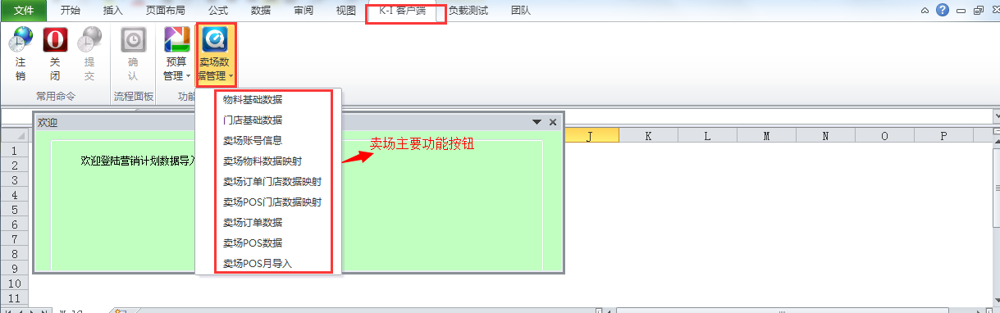 文件 开始 插入 页面布局 公式 数据 审阅 视图 K-I 客户端 负载测试 团队
注销 关闭 提交 确认 预算管理 卖场数据管理
常用命令 流程面板 功能
物料基础数据
门店基础数据
卖场账号信息
卖场物料数据映射
卖场订单门店数据映射
卖场POS门店数据映射
卖场订单数据
卖场POS数据
卖场POS月导入
欢迎
欢迎登陆营销计划数据导入
卖场主要功能按钮
J K L M N O P
1
2
3
4
5
6
7
8
9
10
11